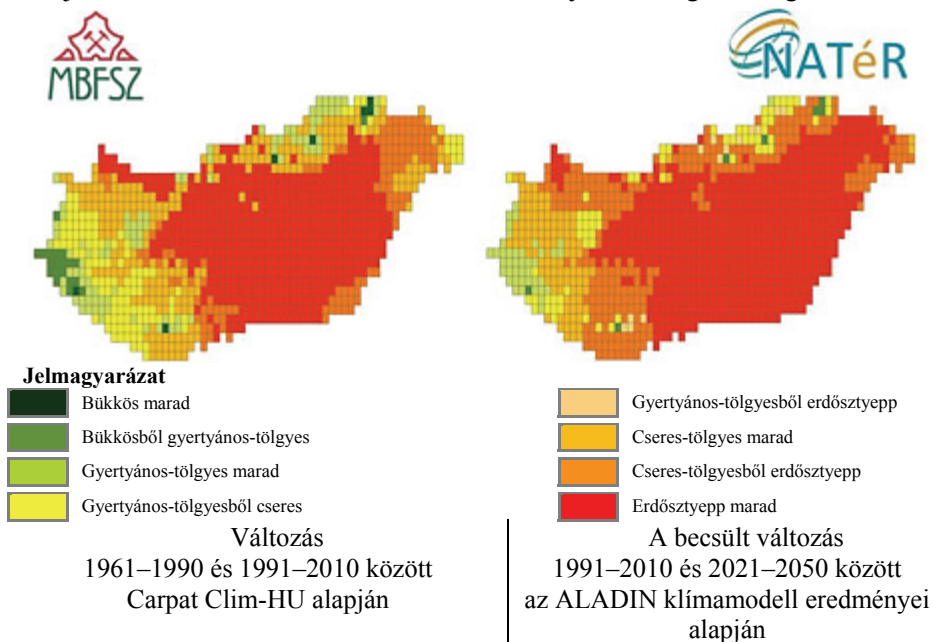 MBFSZ
NATéR
Jelmagyarázat
Bükkös marad
Bükkösből gyertyános-tölgyes
Gyertyános-tölgyes marad
Gyertyános-tölgyesből cseres
Gyertyános-tölgyesből erdősztyepp
Cseres-tölgyes marad
Cseres-tölgyesből erdősztyepp
Erdősztyepp marad
Változás
1961–1990 és 1991–2010 között
Carpat Clim-HU alapján
A becsült változás
1991–2010 és 2021–2050 között
az ALADIN klímamodell eredményei
alapján